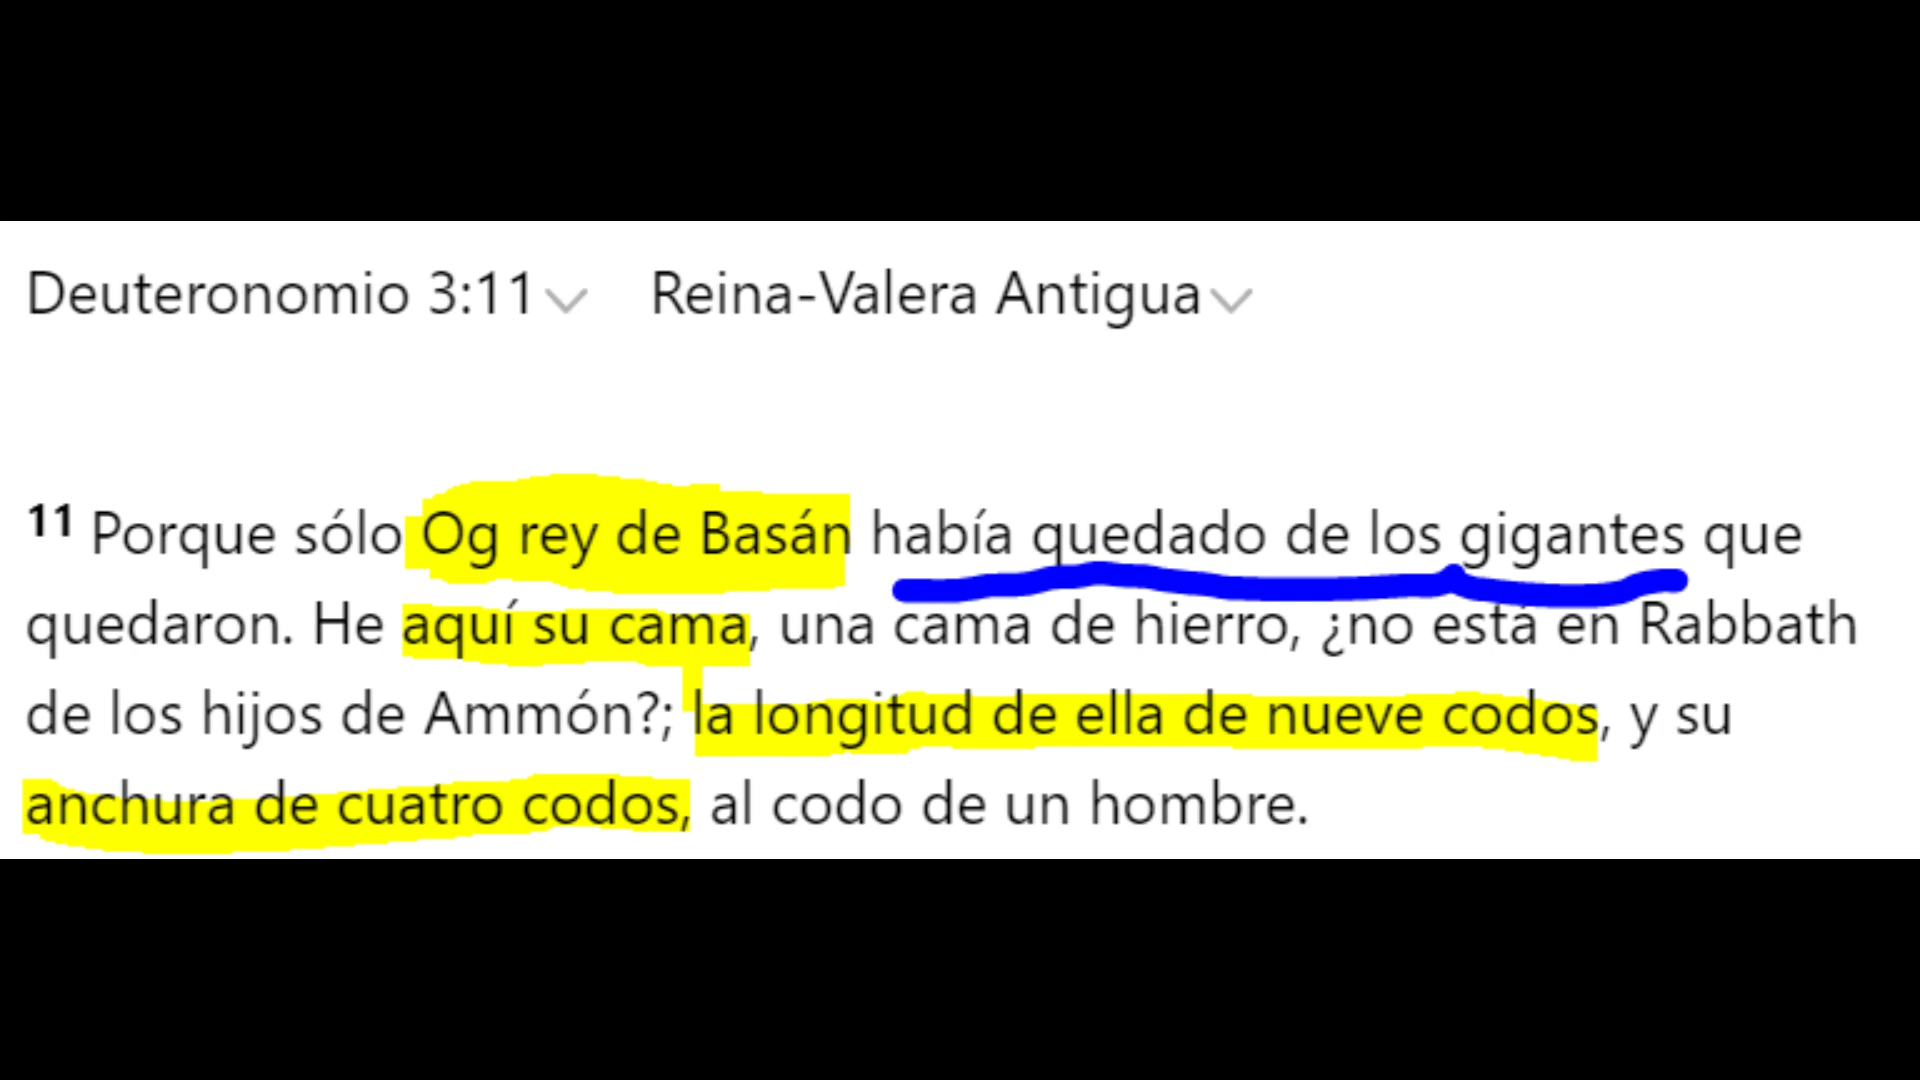 Deuteronomio 3:11 Reina-Valera Antigua
11 Porque sólo Og rey de Basán había quedado de los gigantes que
quedaron. He aquí su cama, una cama de hierro, ¿no está en Rabbath
de los hijos de Ammón?; la longitud de ella de nueve codos, y su
anchura de cuatro codos, al codo de un hombre.